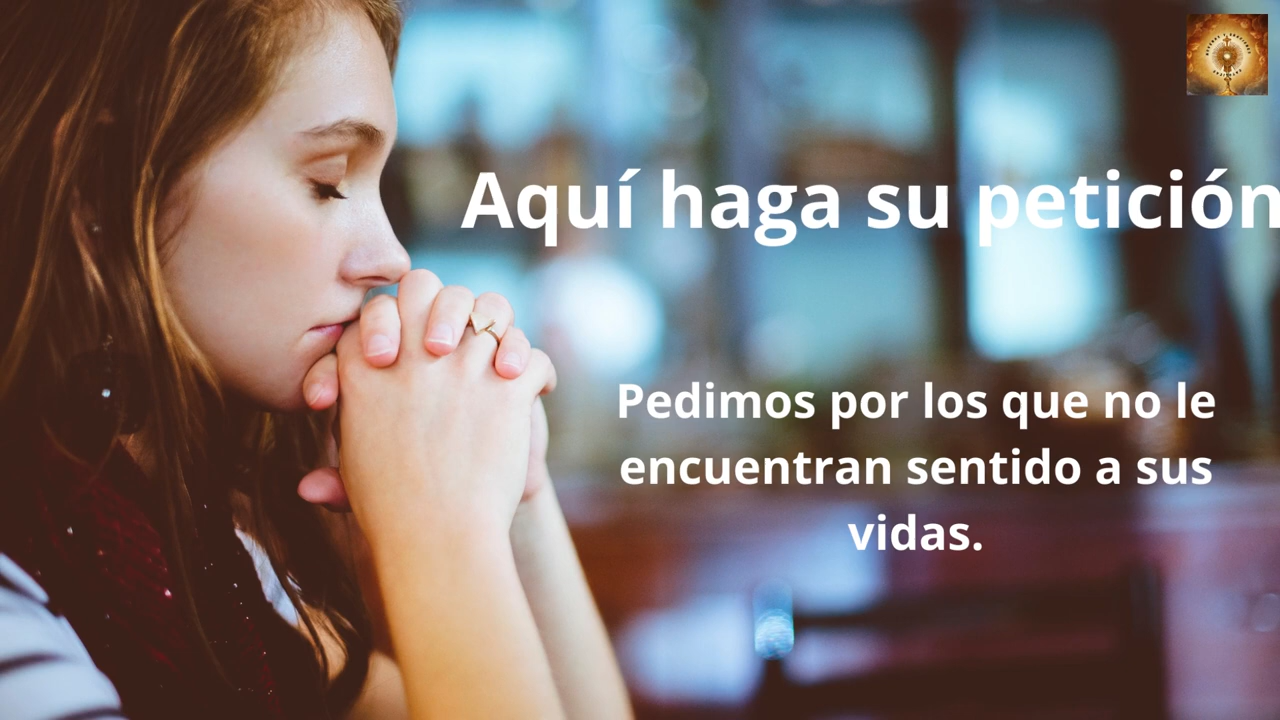 Aquí haga su petición
Pedimos por los que no le
encuentran sentido a sus
vidas.